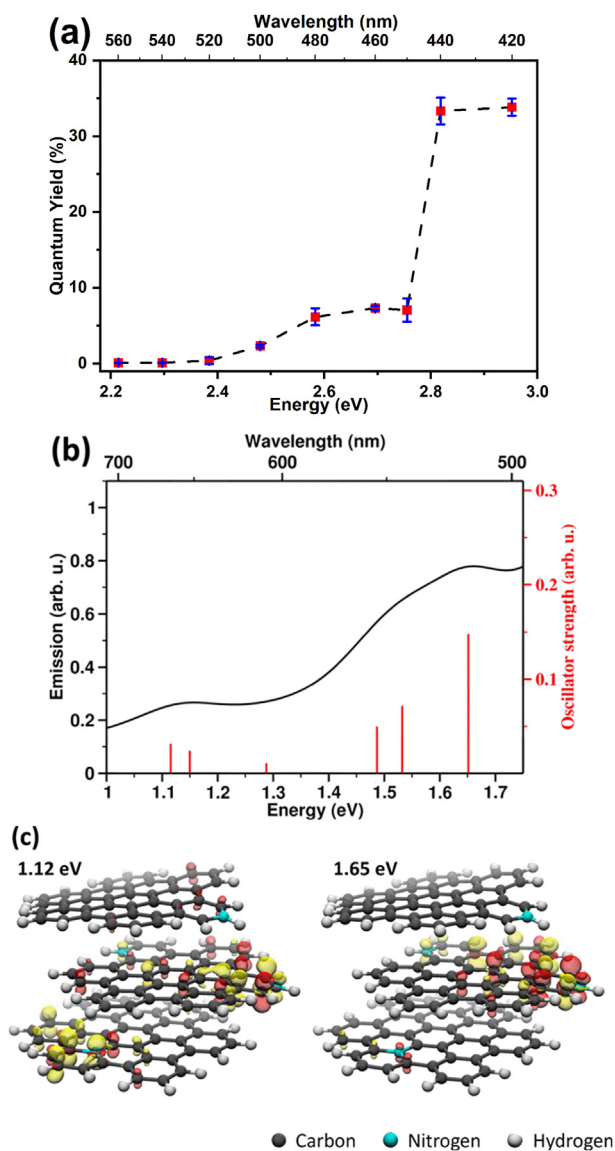 (a)
Wavelength (nm)
560 540 520 500 480 460 440 420
40
30
20
10
0
Quantum Yield (%)
2.2 2.4 2.6 2.8 3.0
Energy (eV)
(b)
Wavelength (nm)
700 600 500
1
0.8
0.6
0.4
0.2
0
Emission (arb. u.)
0.3
0.2
0.1
Oscillator strength (arb. u.)
1 1.1 1.2 1.3 1.4 1.5 1.6 1.7
Energy (eV)
(c)
1.12 eV 1.65 eV
Carbon Nitrogen Hydrogen